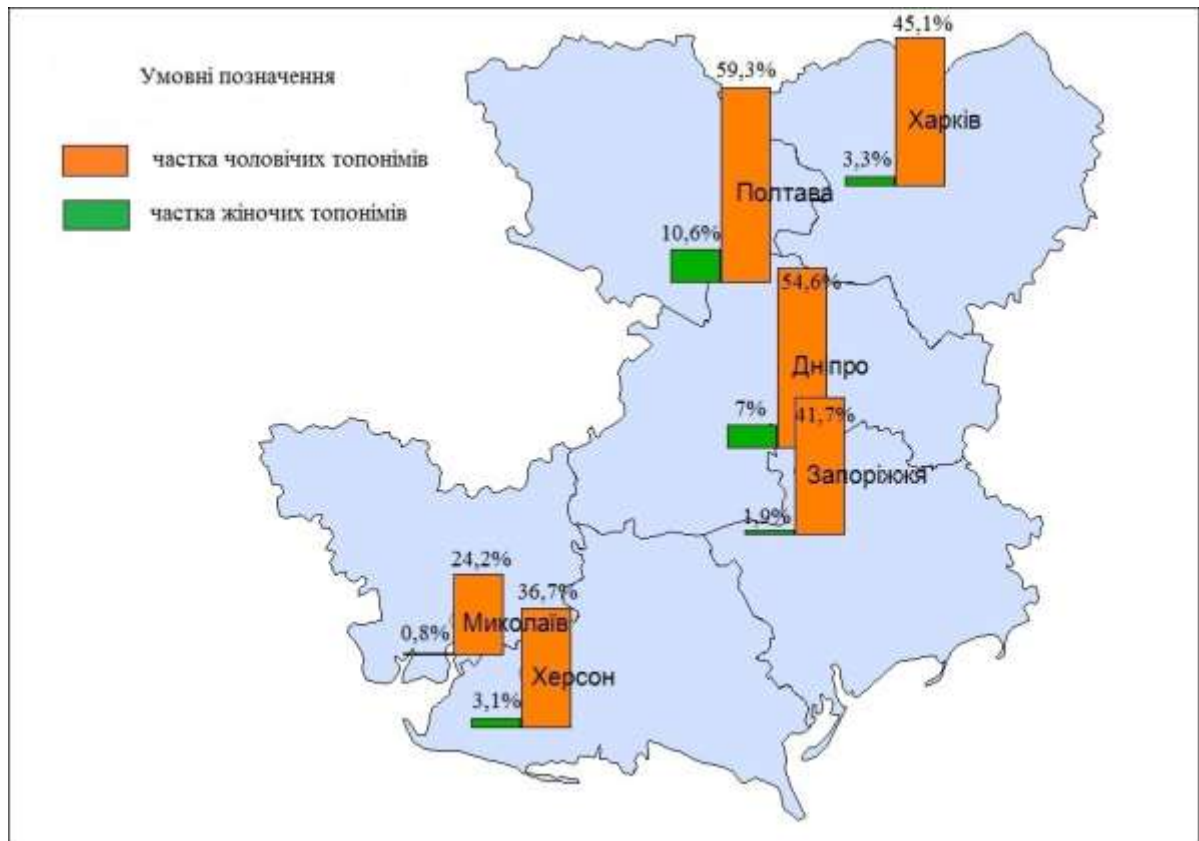 Умовні позначення
частка чоловічих топонімів
частка жіночих топонімів
45,1%
Харків
3,3%
59,3%
Полтава
10,6%
54,6%
Дніпро
7%
41,7%
Запоріжжя
1,9%
24,2%
Миколаїв
0,8%
36,7%
Херсон
3,1%